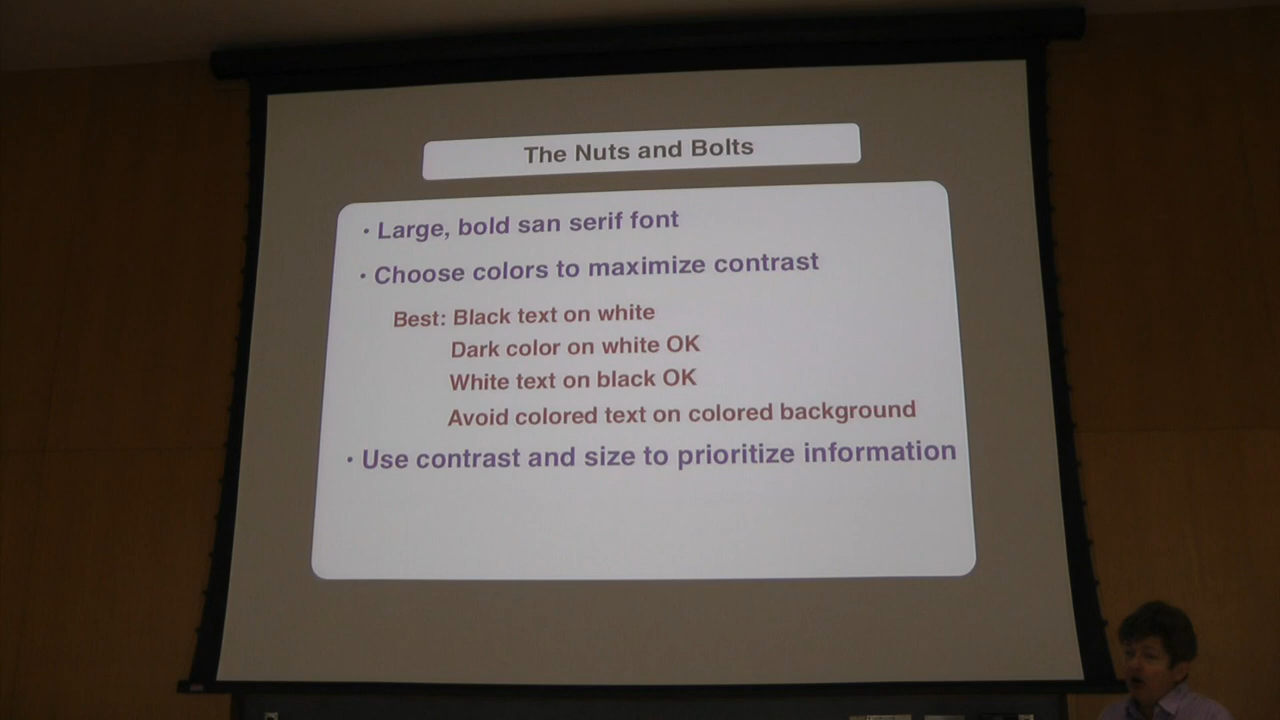 The Nuts and Bolts
• Large, bold san serif font
• Choose colors to maximize contrast
Best: Black text on white
Dark color on white OK
White text on black OK
Avoid colored text on colored background
• Use contrast and size to prioritize information